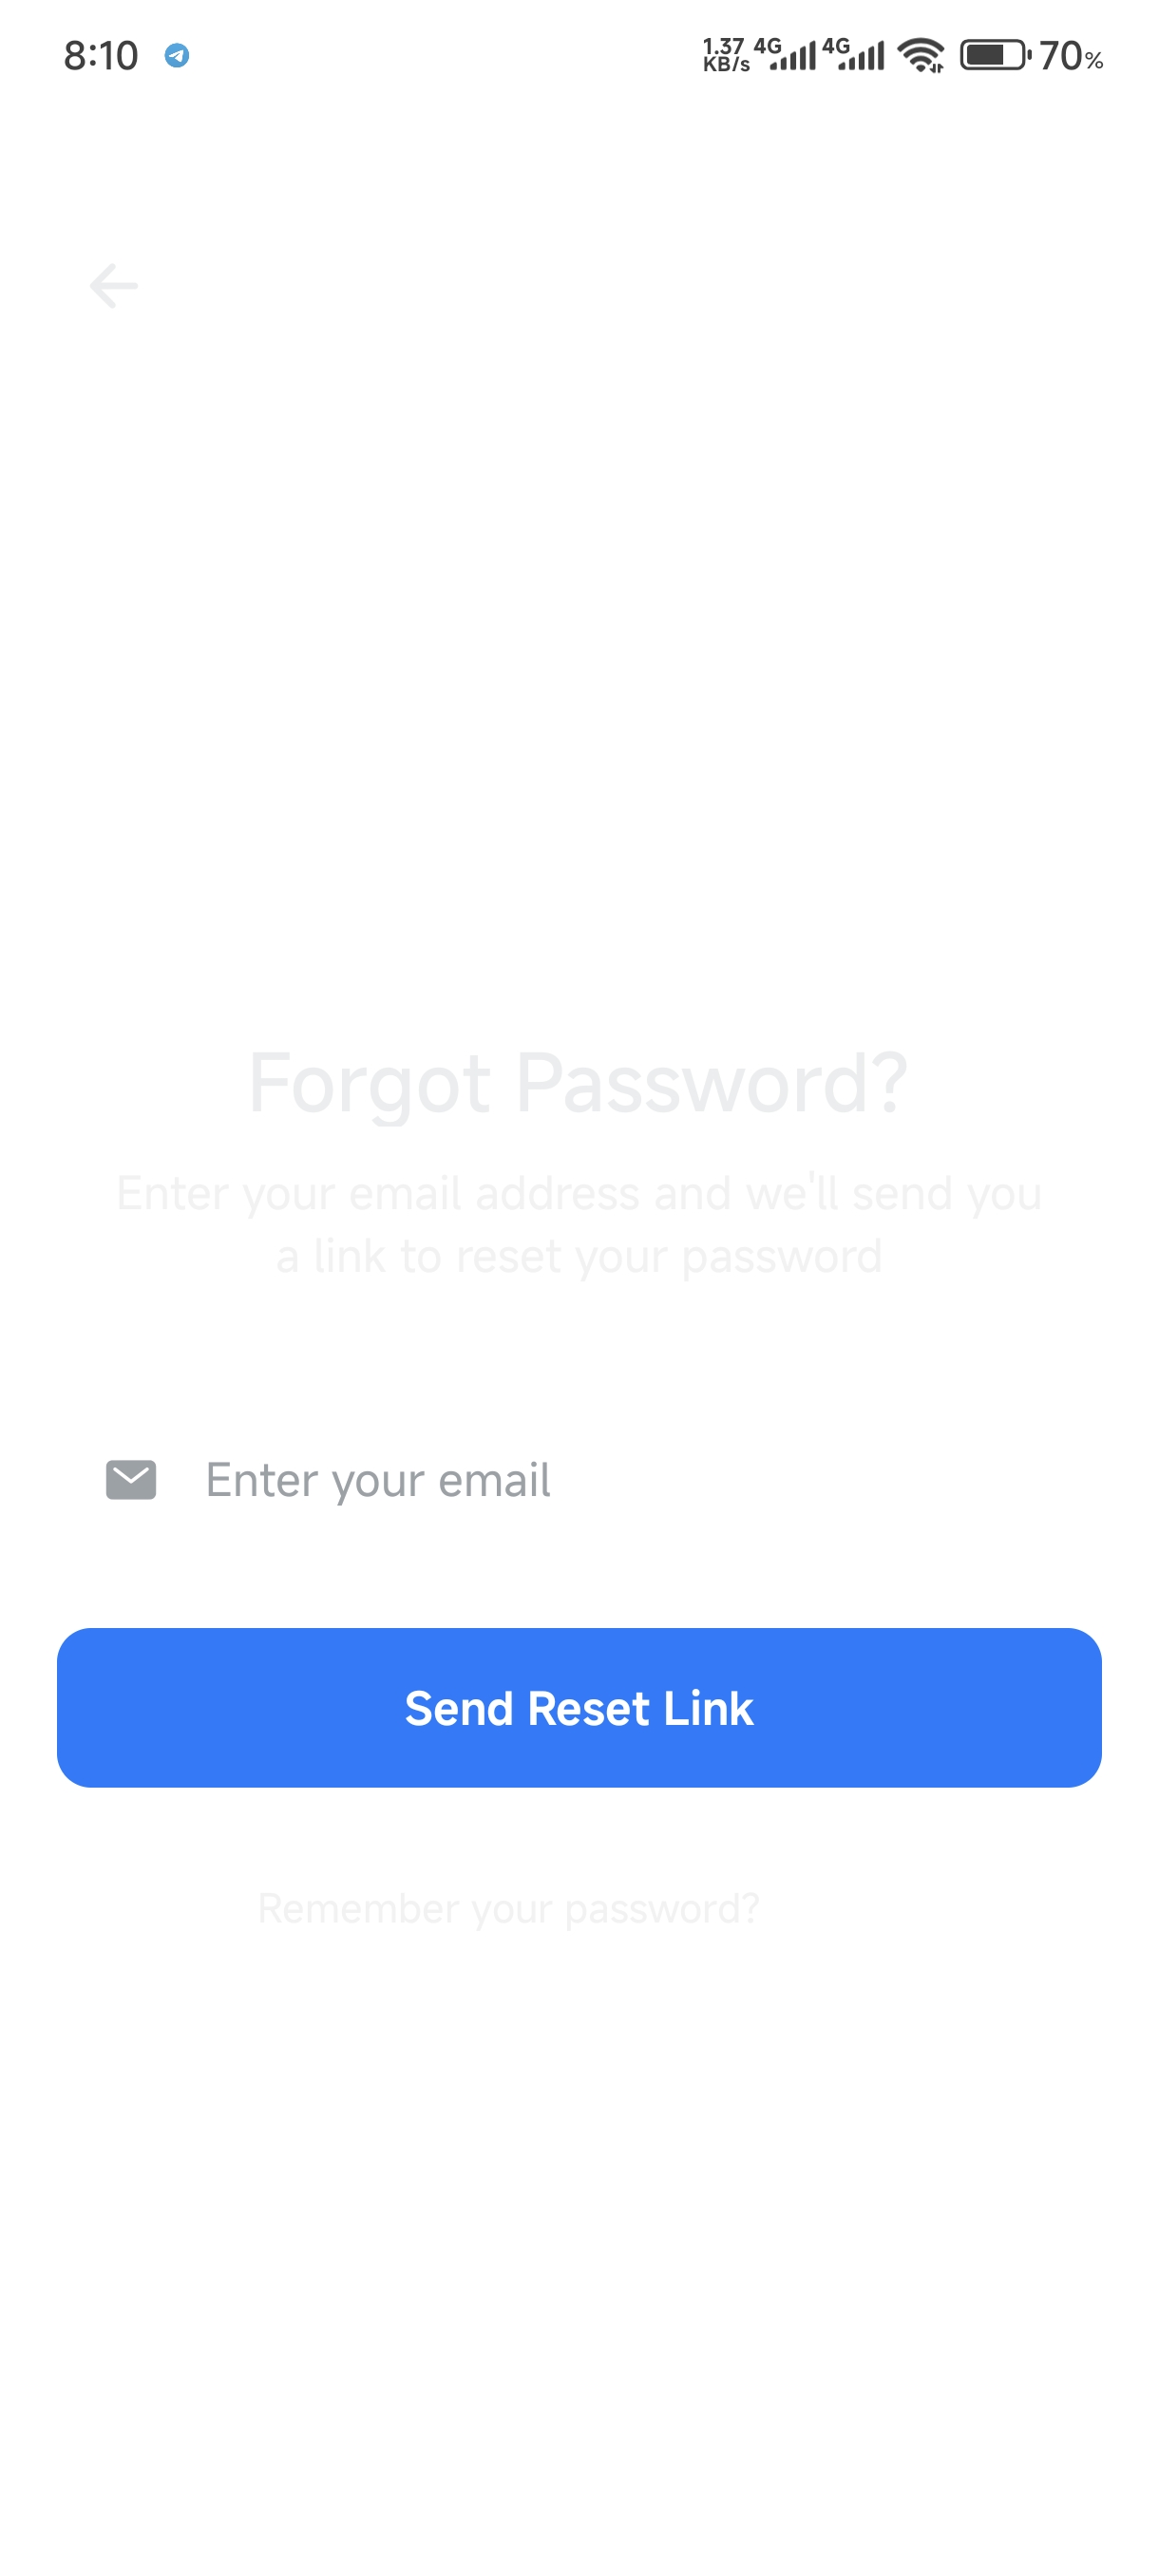 8:10
1.37 KB/s 4G 4G 70%
Forgot Password?
Enter your email address and we'll send you
a link to reset your password
Enter your email
Send Reset Link
Remember your password?